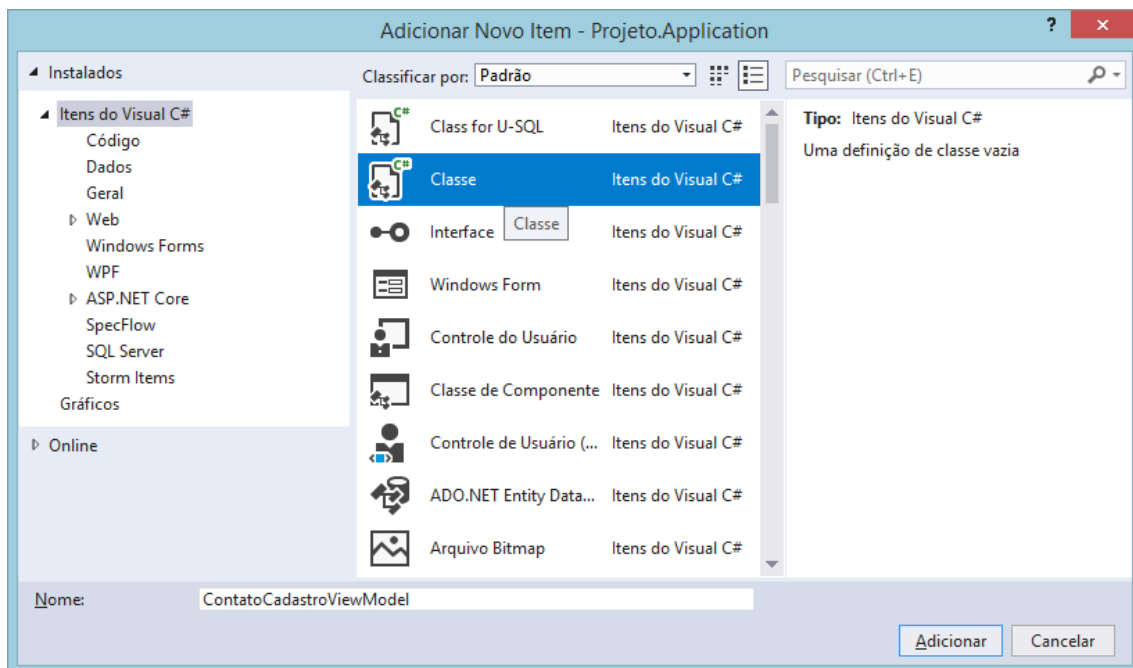 Adicionar Novo Item - Projeto.Application
?
Instalados
Itens do Visual C#
Código
Dados
Geral
Web
Windows Forms
WPF
ASP.NET Core
SpecFlow
SQL Server
Storm Items
Gráficos
Online
Classificar por: Padrão
Class for U-SQL Itens do Visual C#
Classe Itens do Visual C#
Interface Itens do Visual C#
Classe
Windows Form Itens do Visual C#
Controle do Usuário Itens do Visual C#
Classe de Componente Itens do Visual C#
Controle de Usuário (... Itens do Visual C#
ADO.NET Entity Data... Itens do Visual C#
Arquivo Bitmap Itens do Visual C#
Pesquisar (Ctrl+E)
Tipo: Itens do Visual C#
Uma definição de classe vazia
Nome: ContatoCadastroViewModel
Adicionar Cancelar